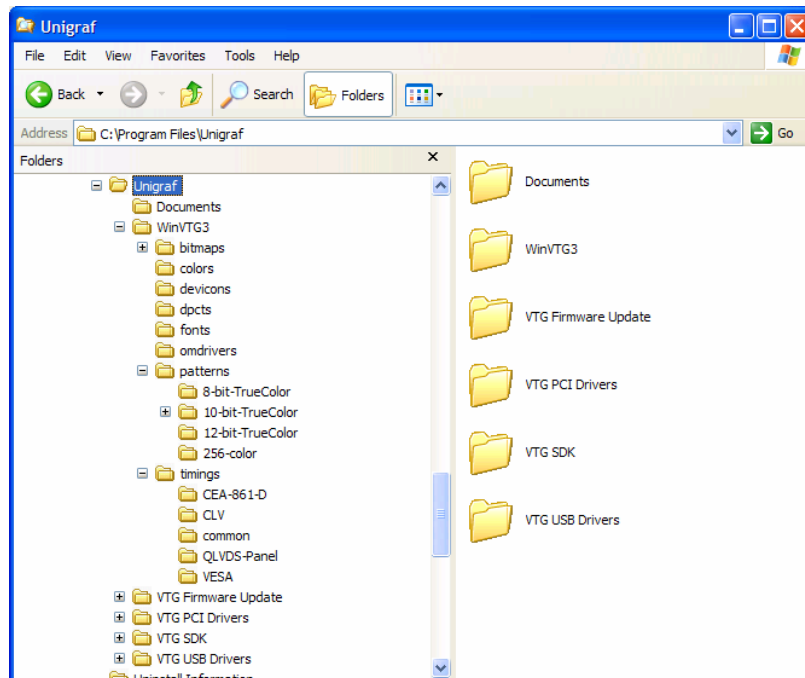 Unigraf
File Edit View Favorites Tools Help
Back Search Folders
Address C:\Program Files\Unigraf Go
Folders
Unigraf
Documents
WinVTG3
bitmaps
colors
devicons
dpcts
fonts
omdrivers
patterns
8-bit-TrueColor
10-bit-TrueColor
12-bit-TrueColor
256-color
timings
CEA-861-D
CLV
common
QLVDS-Panel
VESA
VTG Firmware Update
VTG PCI Drivers
VTG SDK
VTG USB Drivers
Uninstall Information
Documents
WinVTG3
VTG Firmware Update
VTG PCI Drivers
VTG SDK
VTG USB Drivers